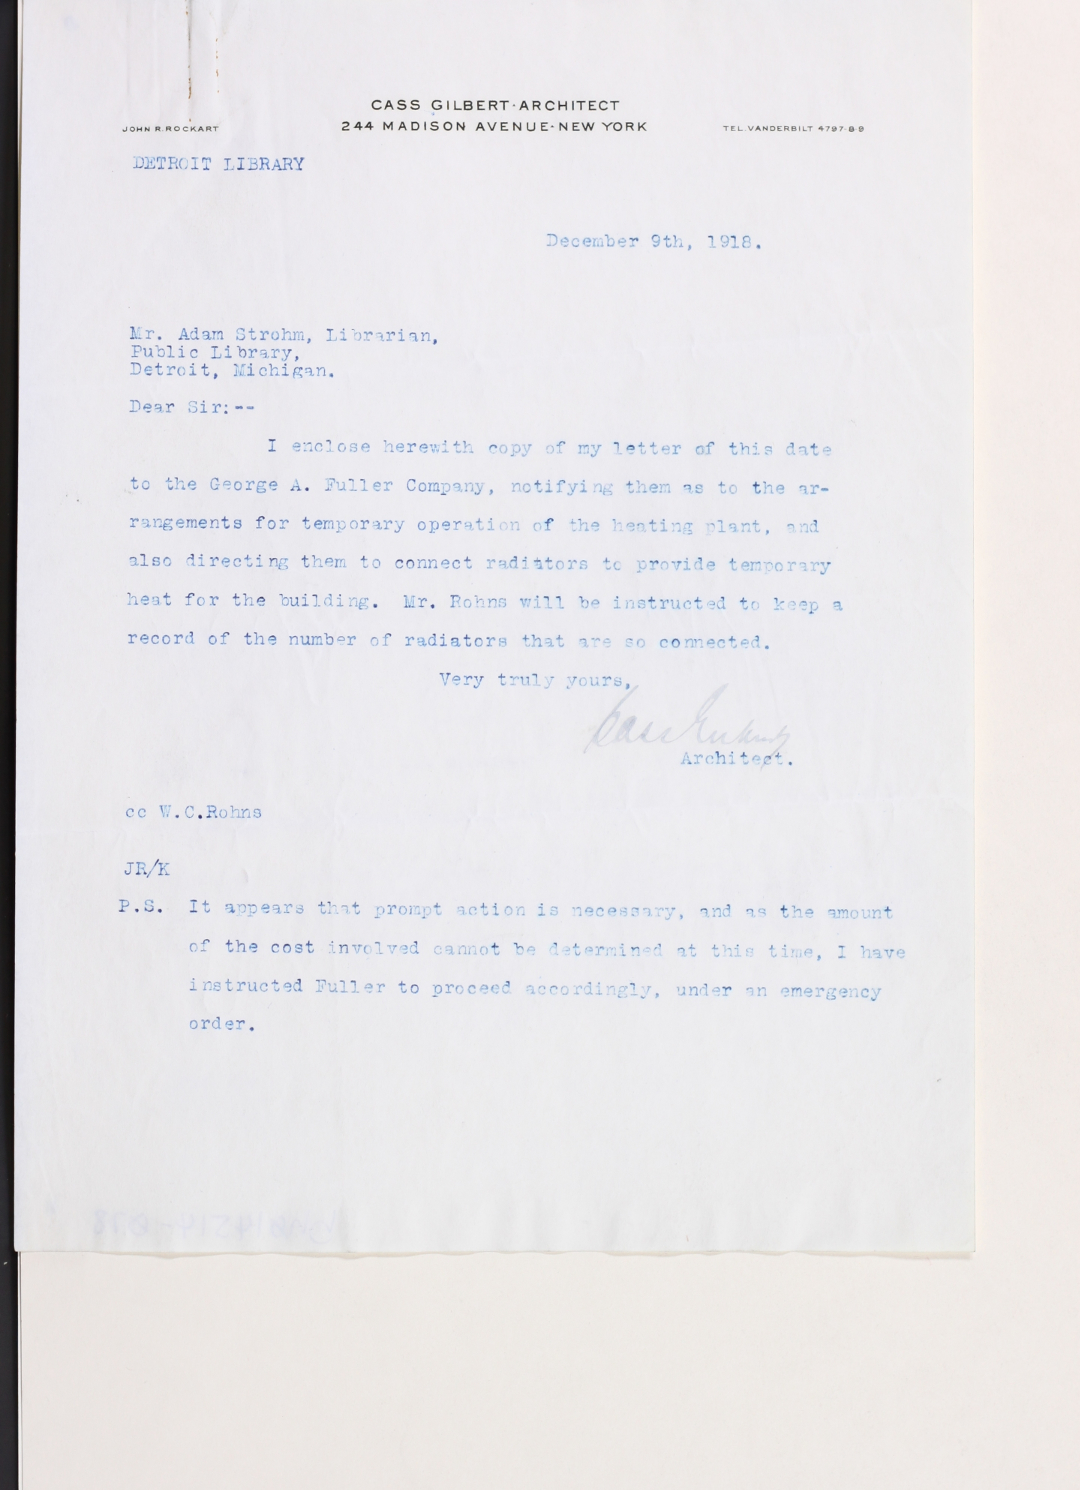 CASS GILBERT·ARCHITECT
JOHN R. ROCKART 244 MADISON AVENUE·NEW YORK TEL. VANDERBILT 4797-8-9
DETROIT LIBRARY
December 9th, 1918.
Mr. Adam Strohm, Librarian,
Public Library,
Detroit, Michigan.
Dear Sir:--
I enclose herewith copy of my letter of this date
to the George A. Fuller Company, notifying them as to the ar-
rangements for temporary operation of the heating plant, and
also directing them to connect radiators to provide temporary
heat for the building. Mr. Rohns will be instructed to keep a
record of the number of radiators that are so connected.
Very truly yours,
Cass Gilbert
Architect.
cc W.C.Rohns
JR/K
P.S. It appears that prompt action is necessary, and as the amount
of the cost involved cannot be determined at this time, I have
instructed Fuller to proceed accordingly, under an emergency
order.